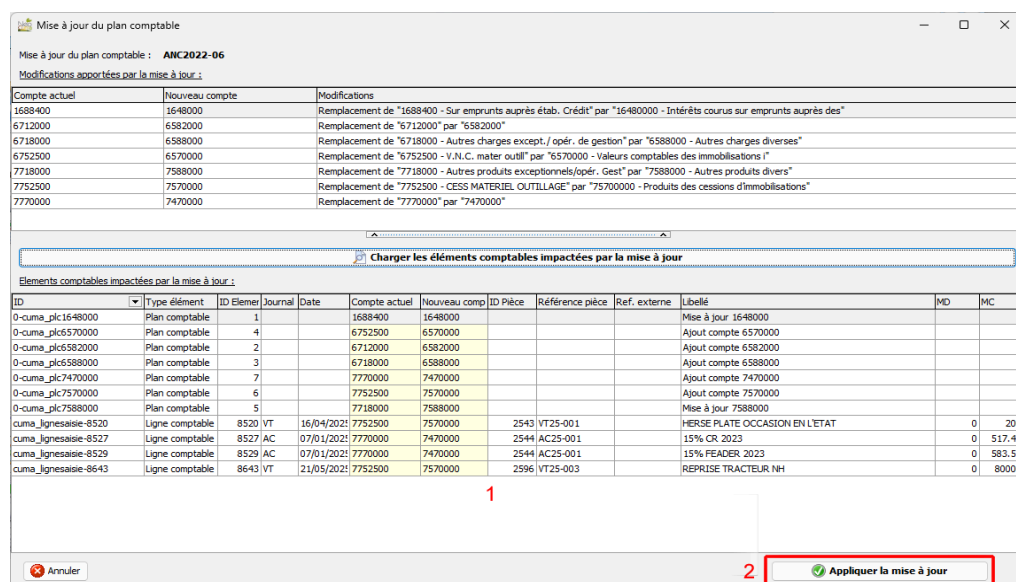 Mise à jour du plan comptable
Mise à jour du plan comptable : ANC2022-06
Modifications apportées par la mise à jour :
Compte actuel Nouveau compte Modifications
1688400 1648000 Remplacement de "1688400 - Sur emprunts auprès étab. Crédit" par "16480000 - Intérêts courus sur emprunts auprès des"
6712000 6582000 Remplacement de "6712000" par "6582000"
6718000 6588000 Remplacement de "6718000 - Autres charges except./ opér. de gestion" par "6588000 - Autres charges diverses"
6752500 6570000 Remplacement de "6752500 - V.N.C. mater outill" par "6570000 - Valeurs comptables des immobilisations i"
7718000 7588000 Remplacement de "7718000 - Autres produits exceptionnels/opér. Gest" par "7588000 - Autres produits divers"
7752500 7570000 Remplacement de "7752500 - CESS MATERIEL OUTILLAGE" par "75700000 - Produits des cessions d'immobilisations"
7770000 7470000 Remplacement de "7770000" par "7470000"
Charger les éléments comptables impactées par la mise à jour
Elements comptables impactées par la mise à jour :
ID Type élément ID Elemer Journal Date Compte actuel Nouveau comp ID Pièce Référence pièce Ref. externe Libellé MD MC
0-cuma_plc1648000 Plan comptable 1 1688400 1648000 Mise à jour 1648000
0-cuma_plc6570000 Plan comptable 4 6752500 6570000 Ajout compte 6570000
0-cuma_plc6582000 Plan comptable 2 6712000 6582000 Ajout compte 6582000
0-cuma_plc6588000 Plan comptable 3 6718000 6588000 Ajout compte 6588000
0-cuma_plc7470000 Plan comptable 7 7770000 7470000 Ajout compte 7470000
0-cuma_plc7570000 Plan comptable 6 7752500 7570000 Ajout compte 7570000
0-cuma_plc7588000 Plan comptable 5 7718000 7588000 Mise à jour 7588000
cuma_lignesaisie-8520 Ligne comptable 8520 VT 16/04/2025 7752500 7570000 2543 VT25-001 HERSE PLATE OCCASION EN L'ETAT 0 20
cuma_lignesaisie-8527 Ligne comptable 8527 AC 07/01/2025 7770000 7470000 2544 AC25-001 15% CR 2023 0 517.4
cuma_lignesaisie-8529 Ligne comptable 8529 AC 07/01/2025 7770000 7470000 2544 AC25-001 15% FEADER 2023 0 583.5
cuma_lignesaisie-8643 Ligne comptable 8643 VT 21/05/2025 7752500 7570000 2596 VT25-003 REPRISE TRACTEUR NH 0 8000
1
Annuler 2 Appliquer la mise à jour